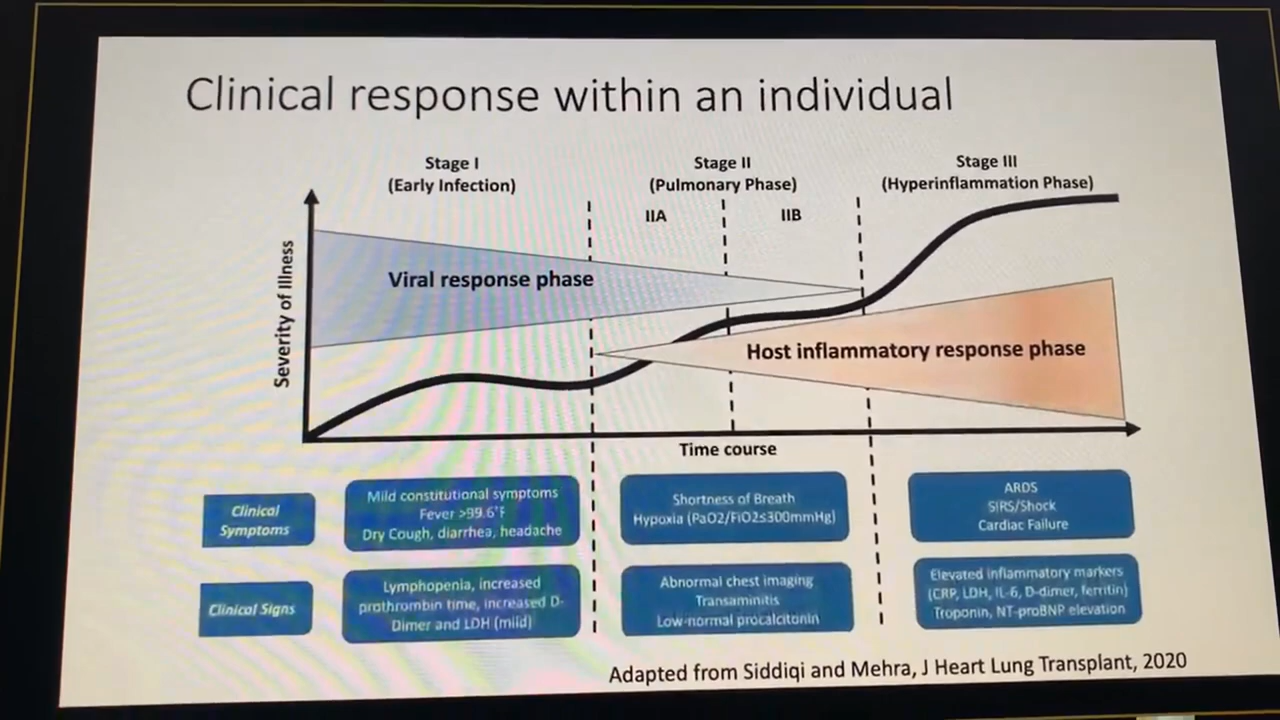 Clinical response within an individual
Stage I
(Early Infection)
Stage II
(Pulmonary Phase)
Stage III
(Hyperinflammation Phase)
IIA
IIB
Severity of Illness
Viral response phase
Host inflammatory response phase
Time course
Clinical
Symptoms
Mild constitutional symptoms
Fever >99.6°F
Dry Cough, diarrhea, headache
Shortness of Breath
Hypoxia (PaO2/FiO2≤300mmHg)
ARDS
SIRS/Shock
Cardiac Failure
Clinical Signs
Lymphopenia, increased
prothrombin time, increased D-
Dimer and LDH (mild)
Abnormal chest imaging
Transaminitis
Low-normal procalcitonin
Elevated inflammatory markers
(CRP, LDH, IL-6, D-dimer, ferritin)
Troponin, NT-proBNP elevation
Adapted from Siddiqi and Mehra, J Heart Lung Transplant, 2020